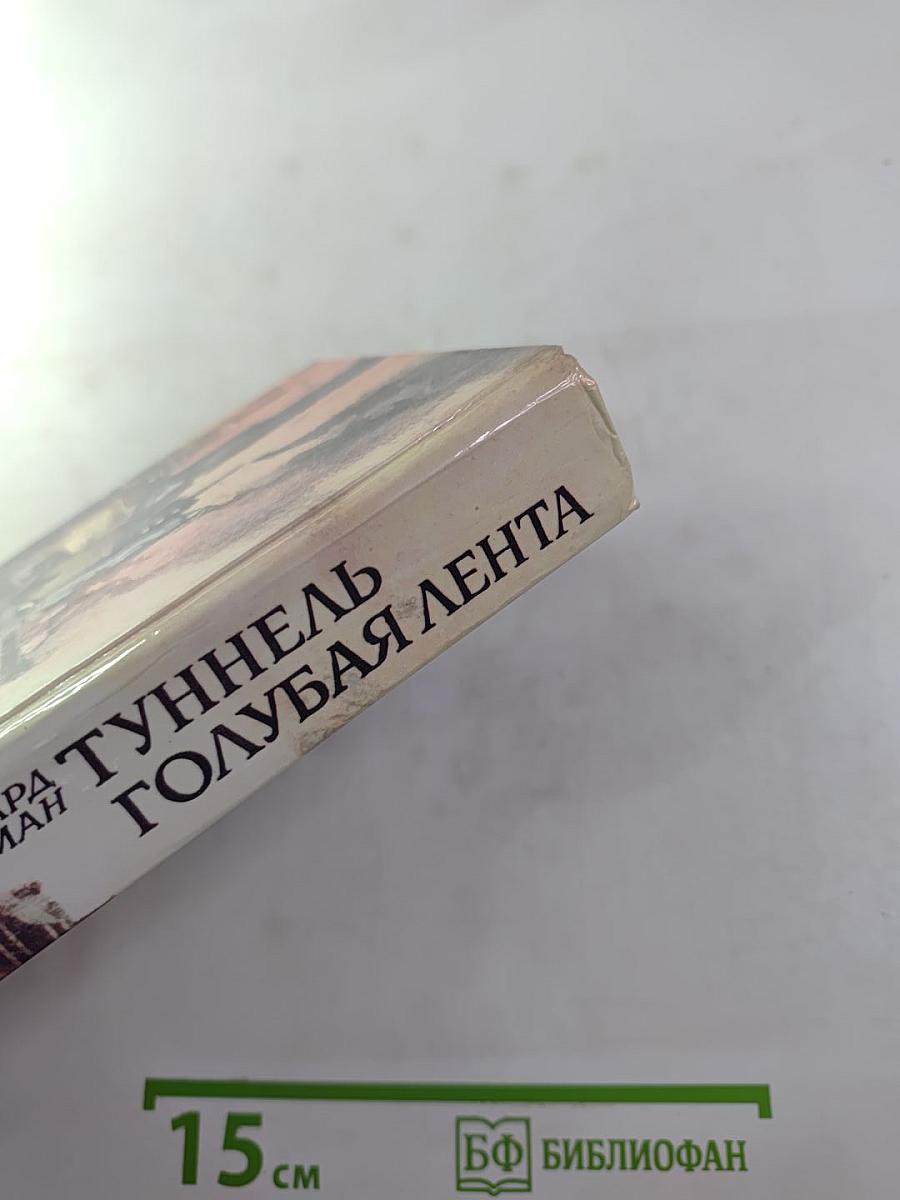 АРД
МАН
ТУННЕЛЬ
ГОЛУБАЯ ЛЕНТА
15 см
БФ БИБЛИОФАН